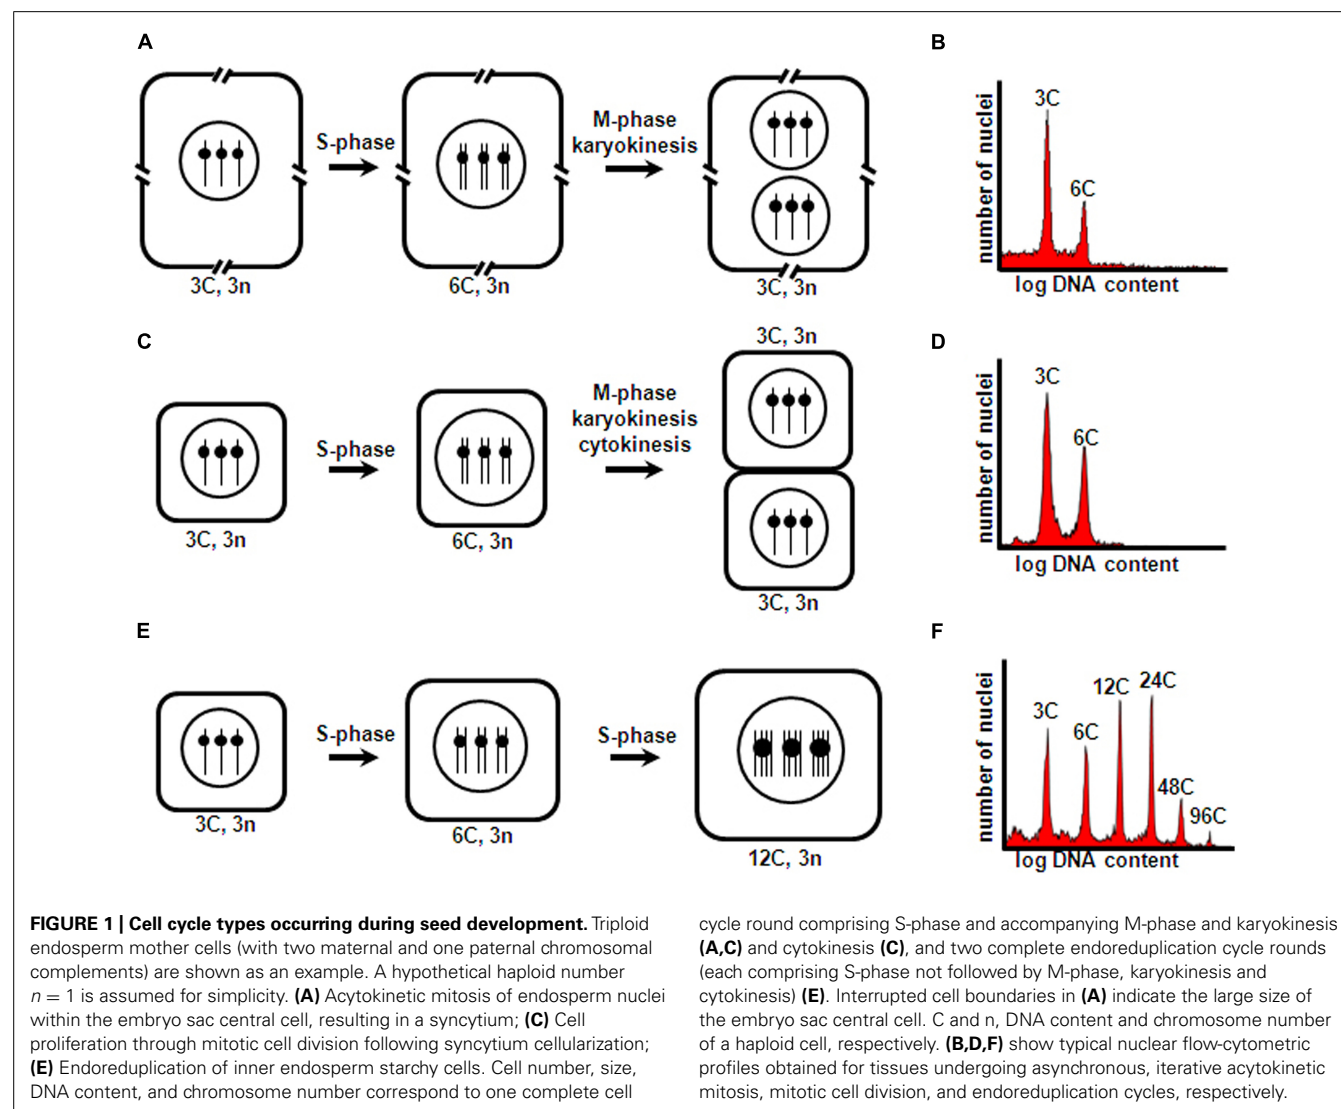 A
S-phase
M-phase
karyokinesis
3C, 3n
6C, 3n
3C, 3n
B
number of nuclei
3C
6C
log DNA content
C
S-phase
M-phase
karyokinesis
cytokinesis
3C, 3n
3C, 3n
6C, 3n
3C, 3n
D
number of nuclei
3C
6C
log DNA content
E
S-phase
S-phase
3C, 3n
6C, 3n
12C, 3n
F
number of nuclei
3C
6C
12C
24C
48C
96C
log DNA content
FIGURE 1 | Cell cycle types occurring during seed development. Triploid
endosperm mother cells (with two maternal and one paternal chromosomal
complements) are shown as an example. A hypothetical haploid number
n = 1 is assumed for simplicity. (A) Acytokinetic mitosis of endosperm nuclei
within the embryo sac central cell, resulting in a syncytium; (C) Cell
proliferation through mitotic cell division following syncytium cellularization;
(E) Endoreduplication of inner endosperm starchy cells. Cell number, size,
DNA content, and chromosome number correspond to one complete cell
cycle round comprising S-phase and accompanying M-phase and karyokinesis
(A,C) and cytokinesis (C), and two complete endoreduplication cycle rounds
(each comprising S-phase not followed by M-phase, karyokinesis and
cytokinesis) (E). Interrupted cell boundaries in (A) indicate the large size of
the embryo sac central cell. C and n, DNA content and chromosome number
of a haploid cell, respectively. (B,D,F) show typical nuclear flow-cytometric
profiles obtained for tissues undergoing asynchronous, iterative acytokinetic
mitosis, mitotic cell division, and endoreduplication cycles, respectively.